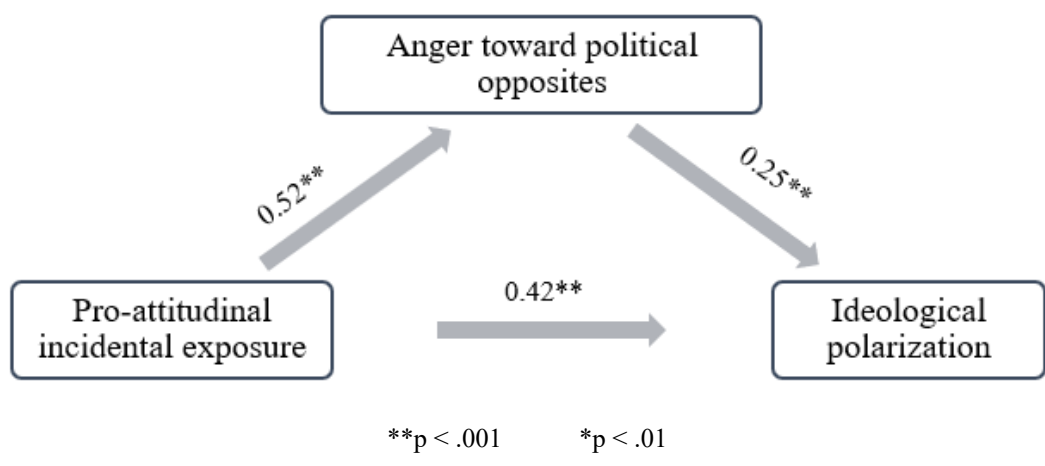 Anger toward political
opposites
0.52**
0.25**
Pro-attitudinal
incidental exposure
0.42**
Ideological
polarization
**p < .001 *p < .01